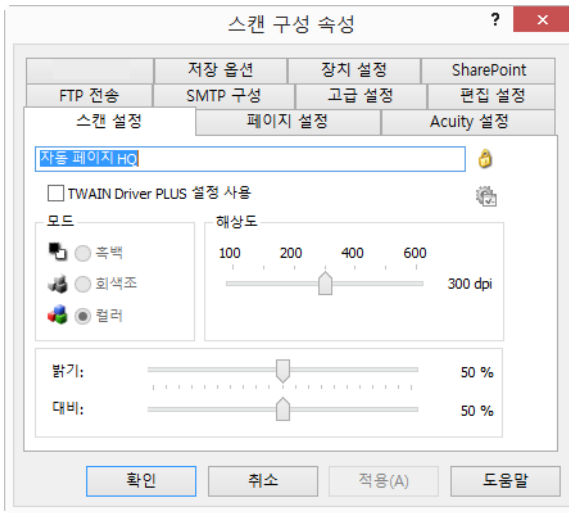 스캔 구성 속성
저장 옵션 장치 설정 SharePoint
FTP 전송 SMTP 구성 고급 설정 편집 설정
스캔 설정 페이지 설정 Acuity 설정
자동 페이지 HQ
TWAIN Driver PLUS 설정 사용
모드
흑백
회색조
컬러
해상도
100 200 400 600
300 dpi
밝기: 50 %
대비: 50 %
확인 취소 적용(A) 도움말